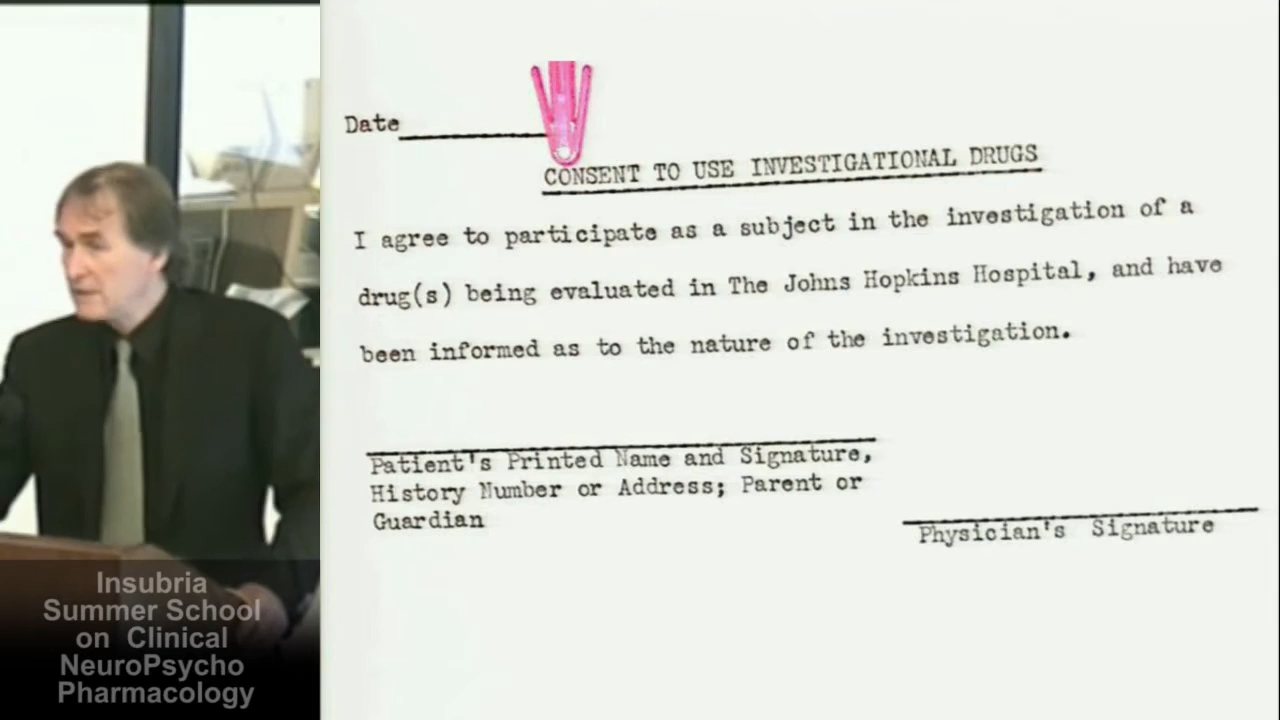 Date
CONSENT TO USE INVESTIGATIONAL DRUGS
I agree to participate as a subject in the investigation of a
drug(s) being evaluated in The Johns Hopkins Hospital, and have
been informed as to the nature of the investigation.
Patient's Printed Name and Signature,
History Number or Address; Parent or
Guardian
Physician's Signature
Insubria
Summer School
on Clinical
NeuroPsycho
Pharmacology